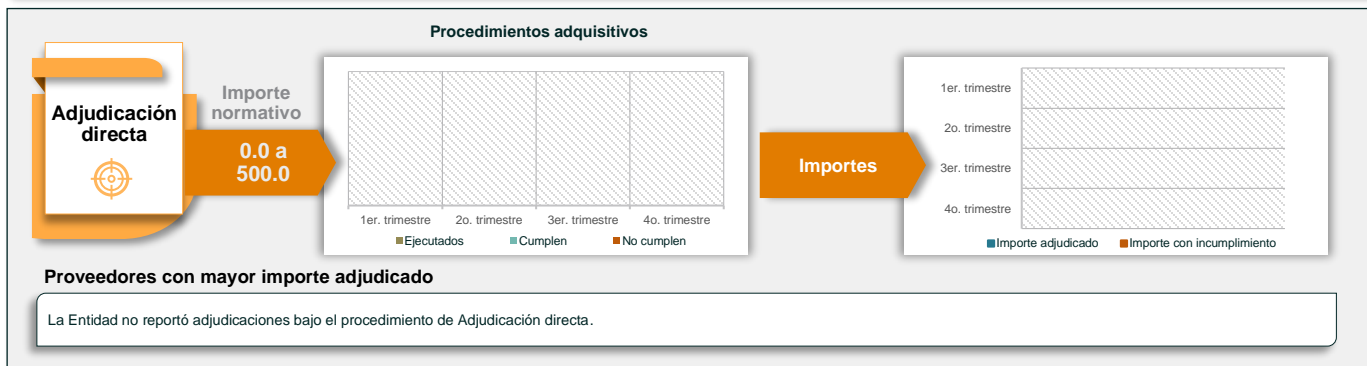 Procedimientos adquisitivos
Adjudicación
directa
Importe
normativo
0.0 a
500.0
1er. trimestre
2o. trimestre
3er. trimestre
4o. trimestre
Ejecutados
Cumplen
No cumplen
Importes
1er. trimestre
2o. trimestre
3er. trimestre
4o. trimestre
Importe adjudicado
Importe con incumplimiento
Proveedores con mayor importe adjudicado
La Entidad no reportó adjudicaciones bajo el procedimiento de Adjudicación directa.